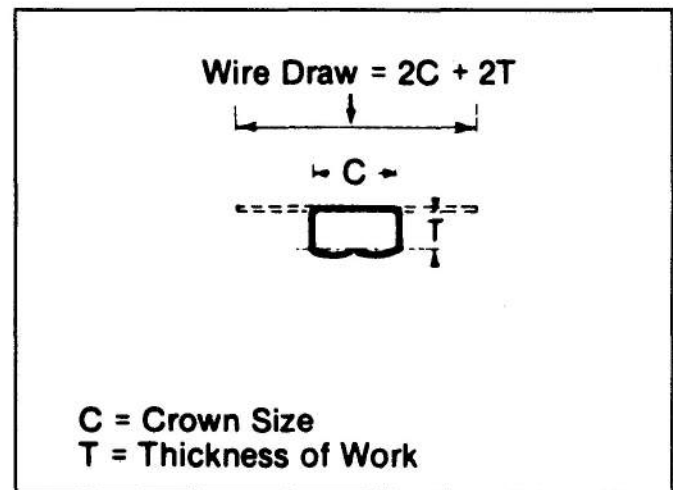 Wire Draw = 2C + 2T
C
T
C = Crown Size
T = Thickness of Work